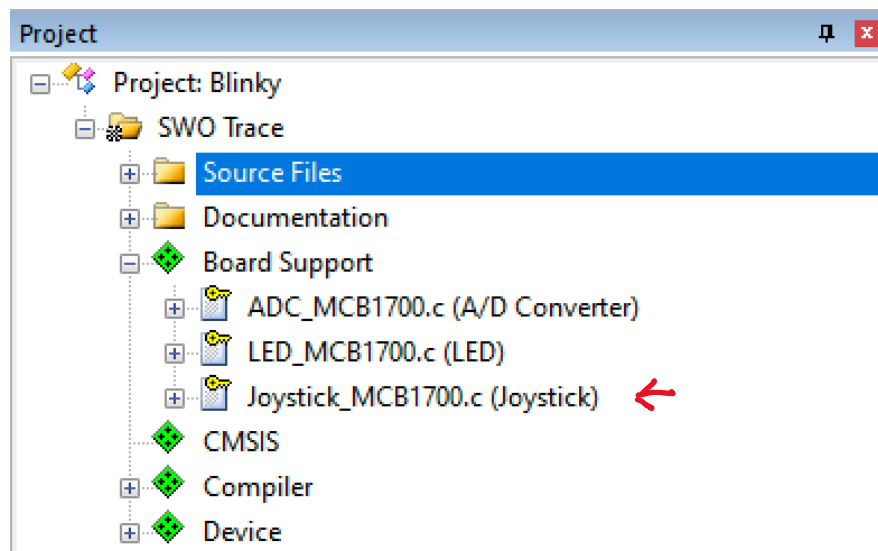 Project
Project: Blinky
SWO Trace
Source Files
Documentation
Board Support
ADC_MCB1700.c (A/D Converter)
LED_MCB1700.c (LED)
Joystick_MCB1700.c (Joystick)
CMSIS
Compiler
Device